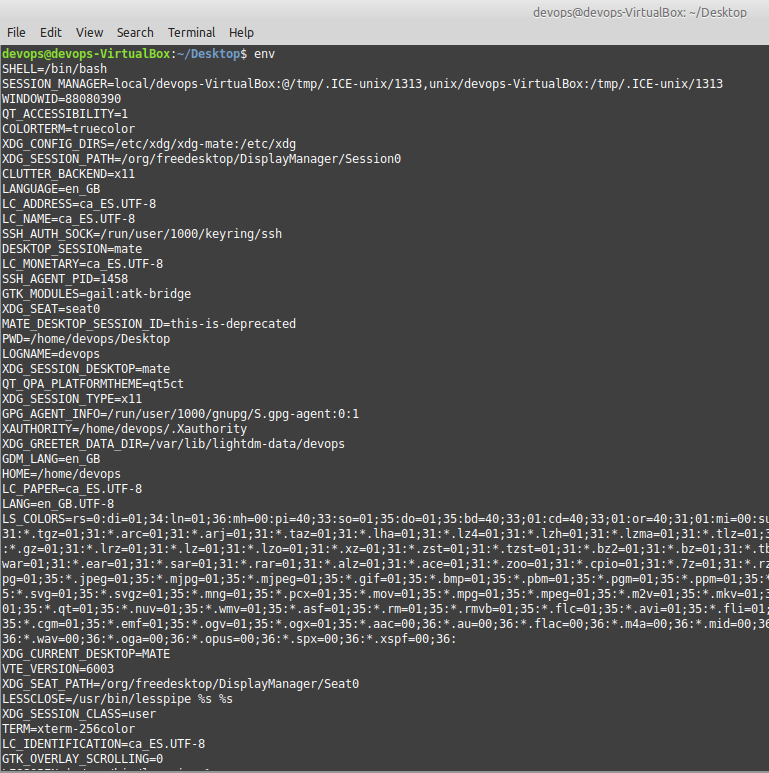 devops@devops-VirtualBox: ~/Desktop
File Edit View Search Terminal Help
devops@devops-VirtualBox:~/Desktop$ env
SHELL=/bin/bash
SESSION_MANAGER=local/devops-VirtualBox:@/tmp/.ICE-unix/1313,unix/devops-VirtualBox:/tmp/.ICE-unix/1313
WINDOWID=88080390
QT_ACCESSIBILITY=1
COLORTERM=truecolor
XDG_CONFIG_DIRS=/etc/xdg/xdg-mate:/etc/xdg
XDG_SESSION_PATH=/org/freedesktop/DisplayManager/Session0
CLUTTER_BACKEND=x11
LANGUAGE=en_GB
LC_ADDRESS=ca_ES.UTF-8
LC_NAME=ca_ES.UTF-8
SSH_AUTH_SOCK=/run/user/1000/keyring/ssh
DESKTOP_SESSION=mate
LC_MONETARY=ca_ES.UTF-8
SSH_AGENT_PID=1458
GTK_MODULES=gail:atk-bridge
XDG_SEAT=seat0
MATE_DESKTOP_SESSION_ID=this-is-deprecated
PWD=/home/devops/Desktop
LOGNAME=devops
XDG_SESSION_DESKTOP=mate
QT_QPA_PLATFORMTHEME=qt5ct
XDG_SESSION_TYPE=x11
GPG_AGENT_INFO=/run/user/1000/gnupg/S.gpg-agent:0:1
XAUTHORITY=/home/devops/.Xauthority
XDG_GREETER_DATA_DIR=/var/lib/lightdm-data/devops
GDM_LANG=en_GB
HOME=/home/devops
LC_PAPER=ca_ES.UTF-8
LANG=en_GB.UTF-8
LS_COLORS=rs=0:di=01;34:ln=01;36:mh=00:pi=40;33:so=01;35:do=01;35:bd=40;33;01:cd=40;33;01:or=40;31;01:mi=00:su
31:*.tgz=01;31:*.arc=01;31:*.arj=01;31:*.taz=01;31:*.lha=01;31:*.lz4=01;31:*.lzh=01;31:*.lzma=01;31:*.tlz=01;3
:*.gz=01;31:*.lrz=01;31:*.lz=01;31:*.lzo=01;31:*.xz=01;31:*.zst=01;31:*.tzst=01;31:*.bz2=01;31:*.bz=01;31:*.tb
war=01;31:*.ear=01;31:*.sar=01;31:*.rar=01;31:*.alz=01;31:*.ace=01;31:*.zoo=01;31:*.cpio=01;31:*.7z=01;31:*.rz
pg=01;35:*.jpeg=01;35:*.mjpg=01;35:*.mjpeg=01;35:*.gif=01;35:*.bmp=01;35:*.pbm=01;35:*.pgm=01;35:*.ppm=01;35:*
5:*.svg=01;35:*.svgz=01;35:*.mng=01;35:*.pcx=01;35:*.mov=01;35:*.mpg=01;35:*.mpeg=01;35:*.m2v=01;35:*.mkv=01;3
01;35:*.qt=01;35:*.nuv=01;35:*.wmv=01;35:*.asf=01;35:*.rm=01;35:*.rmvb=01;35:*.flc=01;35:*.avi=01;35:*.fli=01;
35:*.cgm=01;35:*.emf=01;35:*.ogv=01;35:*.ogx=01;35:*.aac=00;36:*.au=00;36:*.flac=00;36:*.m4a=00;36:*.mid=00;36
36:*.wav=00;36:*.oga=00;36:*.opus=00;36:*.spx=00;36:*.xspf=00;36:
XDG_CURRENT_DESKTOP=MATE
VTE_VERSION=6003
XDG_SEAT_PATH=/org/freedesktop/DisplayManager/Seat0
LESSCLOSE=/usr/bin/lesspipe %s %s
XDG_SESSION_CLASS=user
TERM=xterm-256color
LC_IDENTIFICATION=ca_ES.UTF-8
GTK_OVERLAY_SCROLLING=0